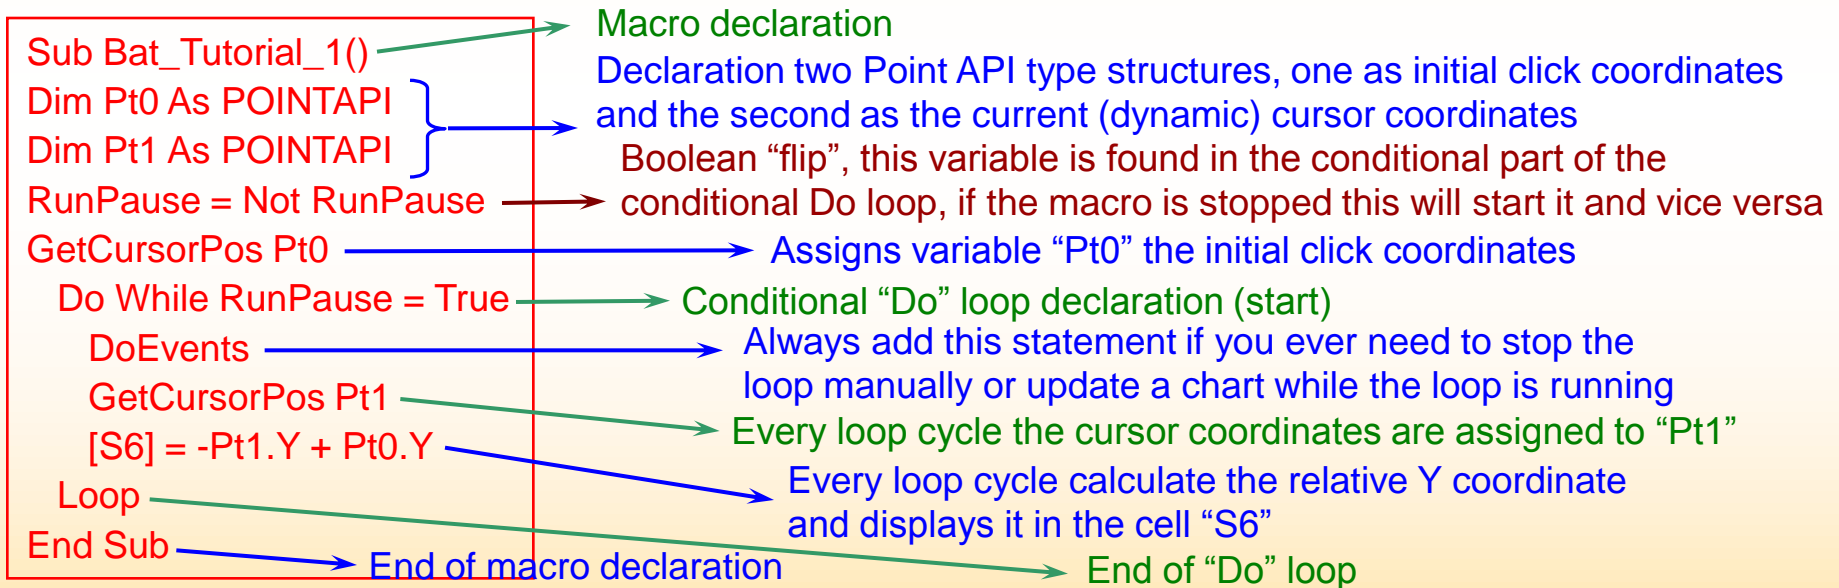 Sub Bat_Tutorial_1()
Dim Pt0 As POINTAPI
Dim Pt1 As POINTAPI
RunPause = Not RunPause
GetCursorPos Pt0
Do While RunPause = True
DoEvents
GetCursorPos Pt1
[S6] = -Pt1.Y + Pt0.Y
Loop
End Sub
Macro declaration
Declaration two Point API type structures, one as initial click coordinates
and the second as the current (dynamic) cursor coordinates
Boolean “flip”, this variable is found in the conditional part of the
conditional Do loop, if the macro is stopped this will start it and vice versa
Assigns variable “Pt0” the initial click coordinates
Conditional “Do” loop declaration (start)
Always add this statement if you ever need to stop the
loop manually or update a chart while the loop is running
Every loop cycle the cursor coordinates are assigned to “Pt1”
Every loop cycle calculate the relative Y coordinate
and displays it in the cell “S6”
End of macro declaration
End of “Do” loop